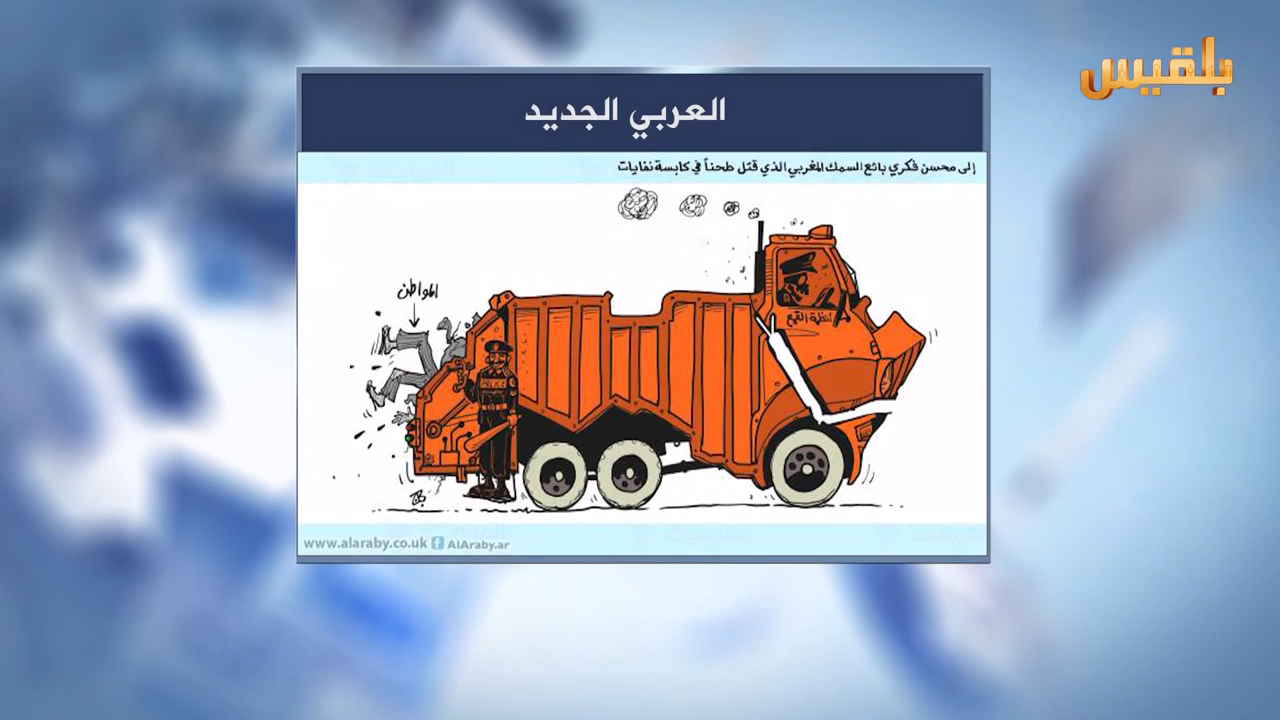 بلقيس
العربي الجديد
إلى محسن فكري بائع السمك المغربي الذي قتل طحناً في كابسة نفايات
المواطن
أنظمة القمع
POLICE
www.alaraby.co.uk AlAraby.ar